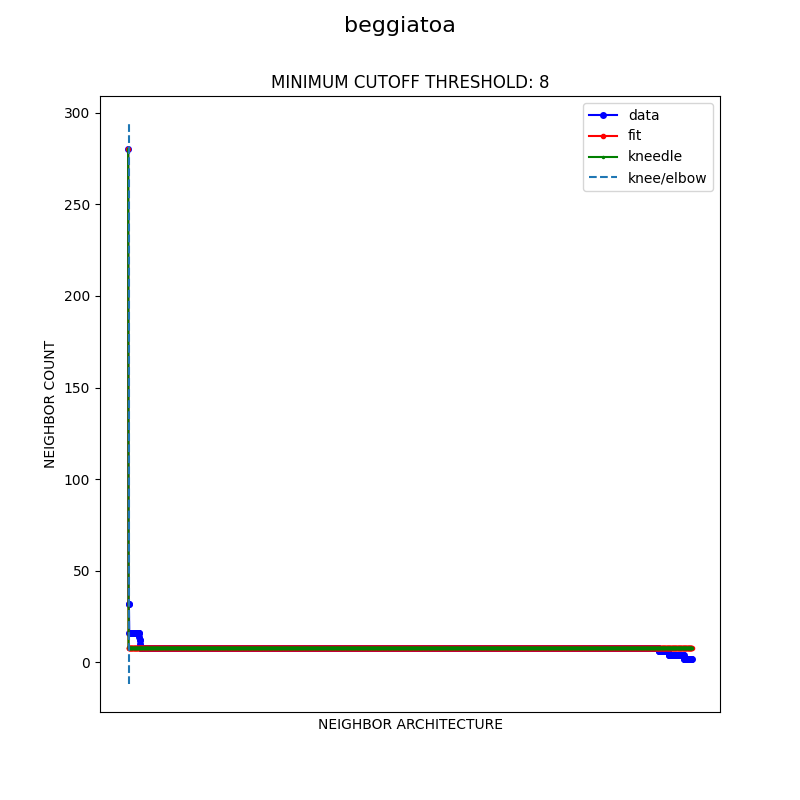 beggiatoa
MINIMUM CUTOFF THRESHOLD: 8
data
fit
kneedle
knee/elbow
300
250
200
150
100
50
0
NEIGHBOR COUNT
NEIGHBOR ARCHITECTURE